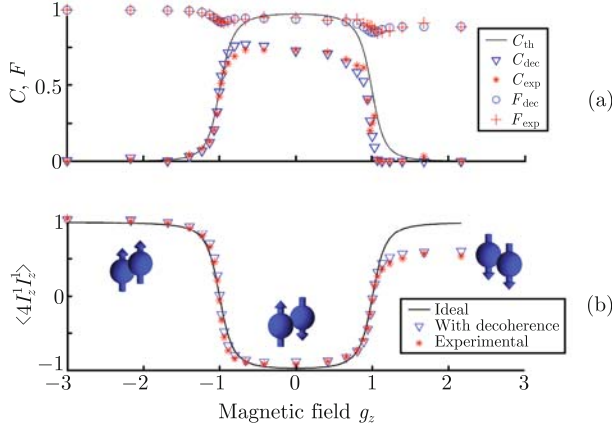 1
0.5
0
C, F
C_th
C_dec
C_exp
F_dec
F_exp
(a)
1
0
−1
⟨4I_z^1I_z^1⟩
Ideal
With decoherence
Experimental
(b)
−3 −2 −1 0 1 2 3
Magnetic field g_z